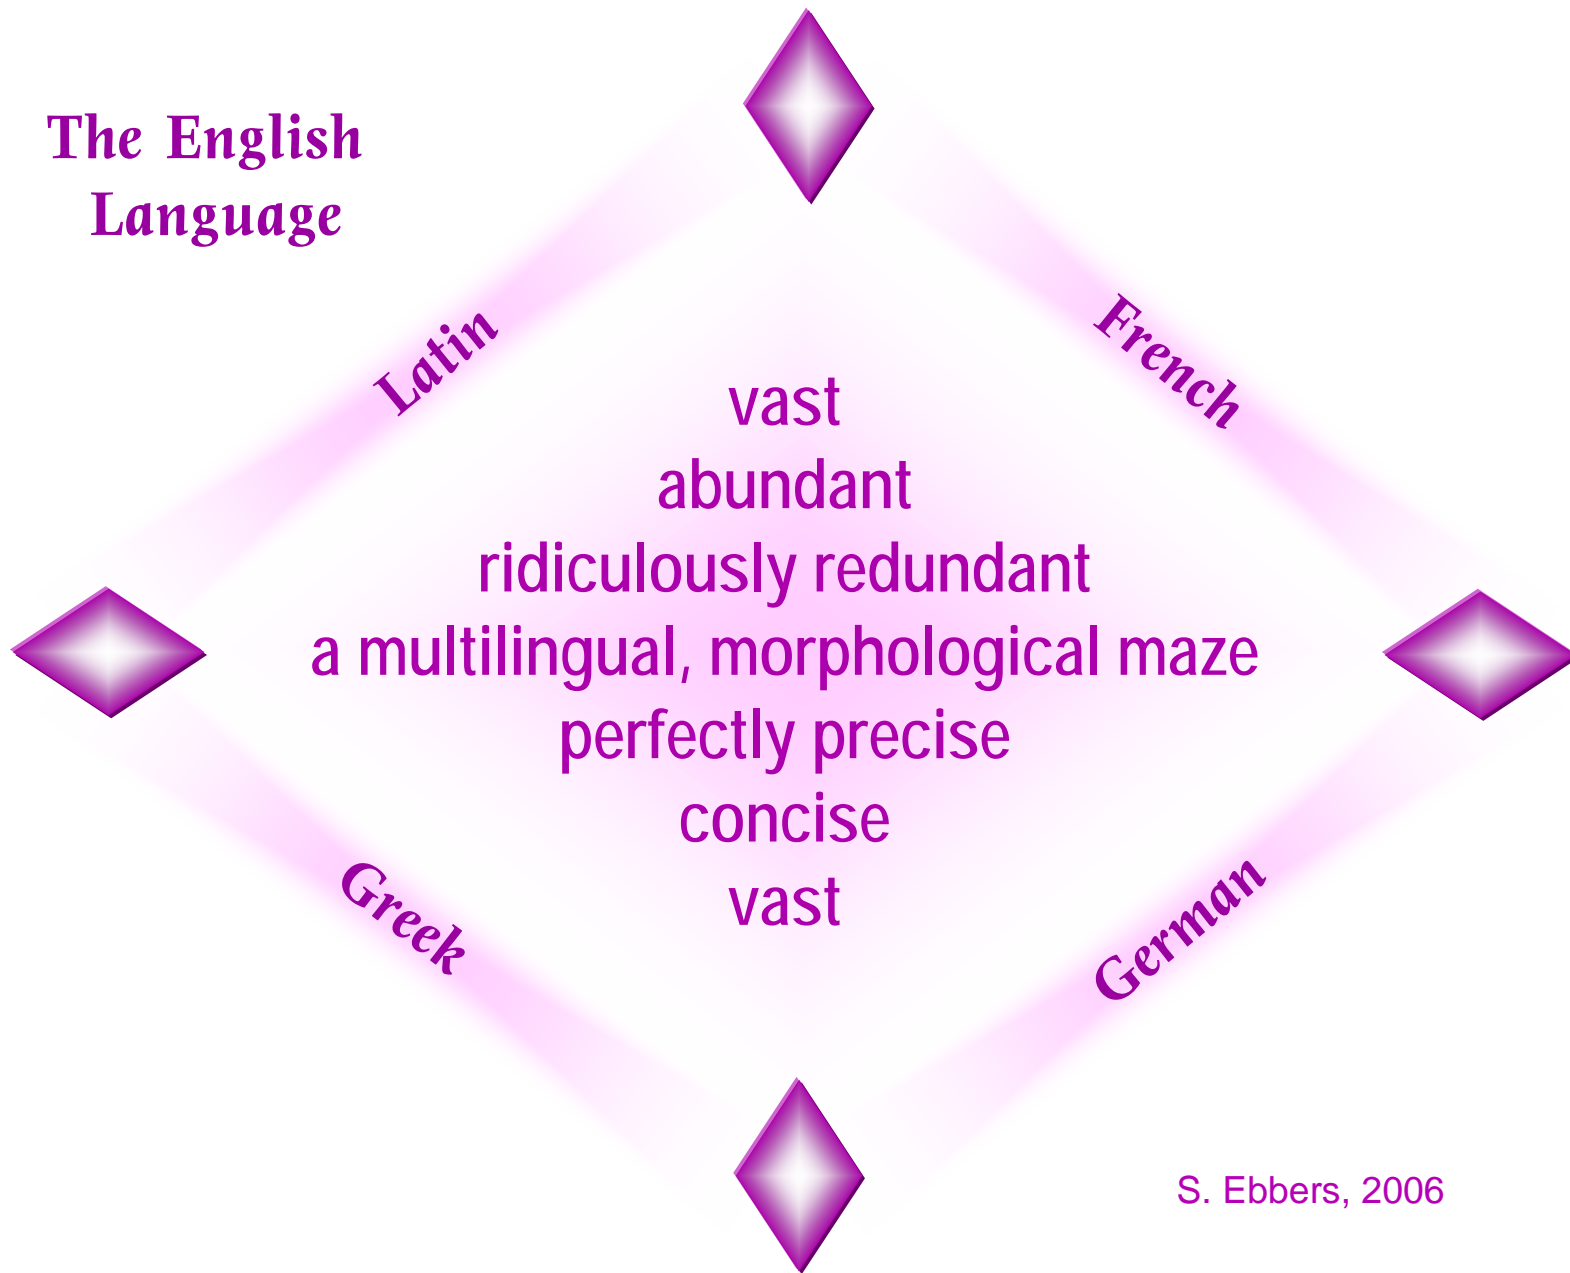 The English
Language
Latin
French
vast
abundant
ridiculously redundant
a multilingual, morphological maze
perfectly precise
concise
vast
Greek
German
S. Ebbers, 2006